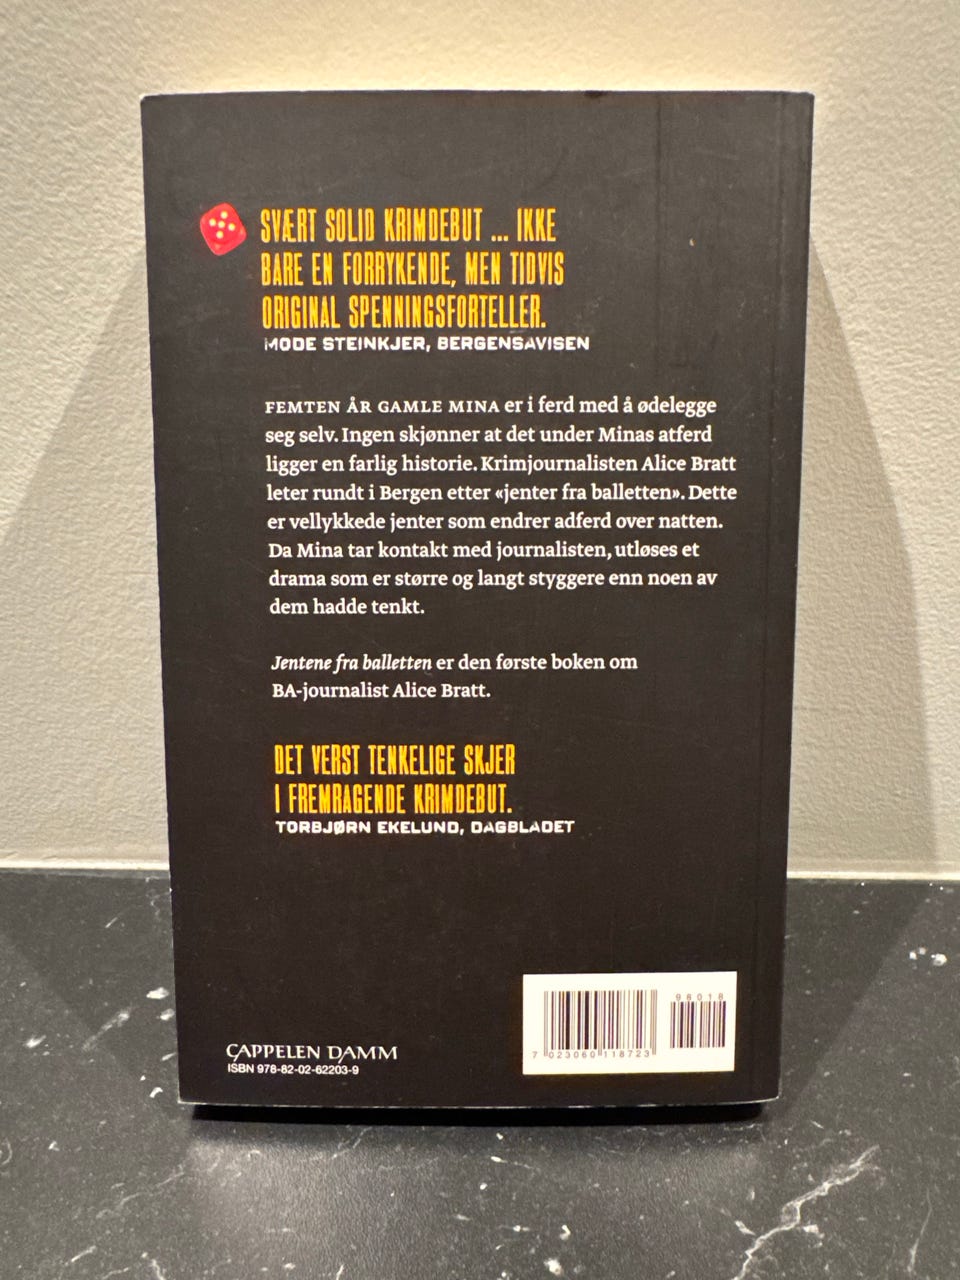 SVÆRT SOLID KRIMDEBUT ... IKKE
BARE EN FORRYKENDE, MEN TIDVIS
ORIGINAL SPENNINGSFORTELLER.
MODE STEINKJER, BERGENSAVISEN
FEMTEN ÅR GAMLE MINA er i ferd med å ødelegge
seg selv. Ingen skjønner at det under Minas atferd
ligger en farlig historie. Krimjournalisten Alice Bratt
leter rundt i Bergen etter «jenter fra balletten». Dette
er vellykkede jenter som endrer adferd over natten.
Da Mina tar kontakt med journalisten, utløses et
drama som er større og langt styggere enn noen av
dem hadde tenkt.
Jentene fra balletten er den første boken om
BA-journalist Alice Bratt.
DET VERST TENKELIGE SKJER
I FREMRAGENDE KRIMDEBUT.
TORBJØRN EKELUND, DAGBLADET
98018
7 023060 118723
CAPPELEN DAMM
ISBN 978-82-02-62203-9